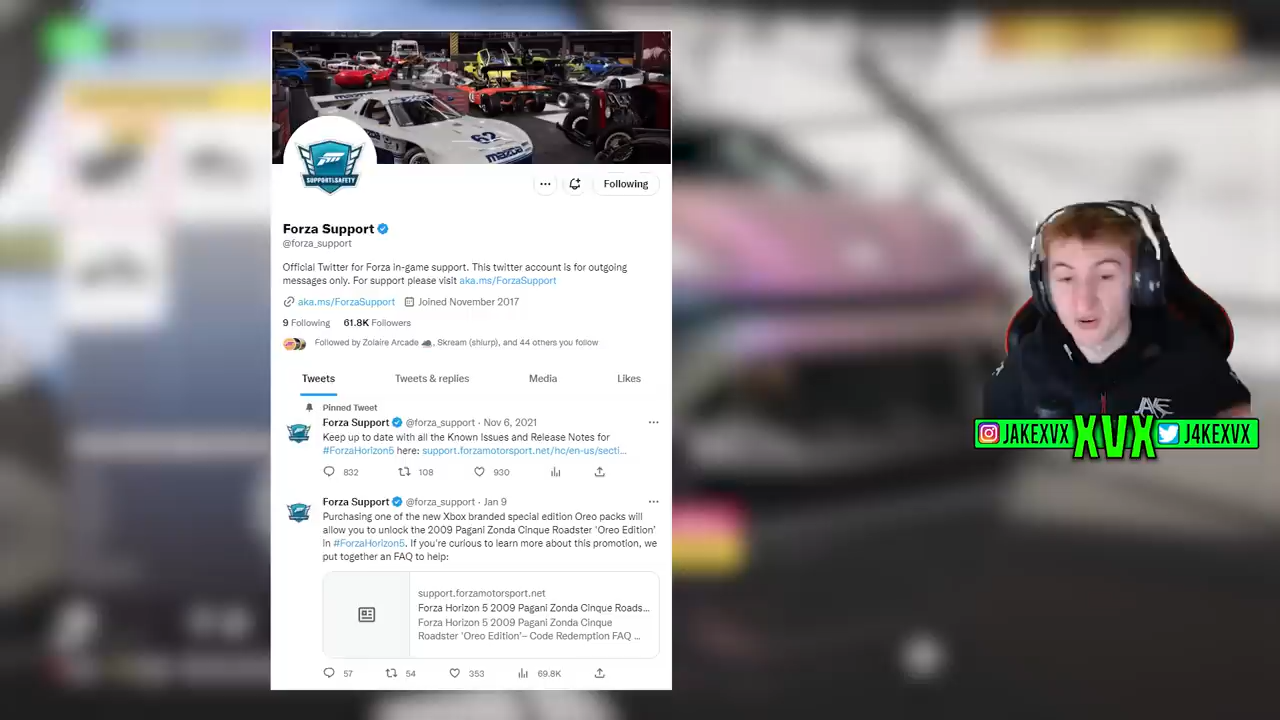 62
mazda
SUPPORT&SAFETY
Following
Forza Support
@forza_support
Official Twitter for Forza in-game support. This twitter account is for outgoing
messages only. For support please visit aka.ms/ForzaSupport
aka.ms/ForzaSupport Joined November 2017
9 Following 61.8K Followers
Followed by Zolaire Arcade, Skream (shlurp), and 44 others you follow
Tweets Tweets & replies Media Likes
Pinned Tweet
Forza Support @forza_support · Nov 6, 2021
Keep up to date with all the Known Issues and Release Notes for
#ForzaHorizon5 here: support.forzamotorsport.net/hc/en-us/secti...
832 108 930
Forza Support @forza_support · Jan 9
Purchasing one of the new Xbox branded special edition Oreo packs will
allow you to unlock the 2009 Pagani Zonda Cinque Roadster 'Oreo Edition'
in #ForzaHorizon5. If you're curious to learn more about this promotion, we
put together an FAQ to help:
support.forzamotorsport.net
Forza Horizon 5 2009 Pagani Zonda Cinque Roads...
Forza Horizon 5 2009 Pagani Zonda Cinque
Roadster 'Oreo Edition'– Code Redemption FAQ ...
57 54 353 69.8K
JAKE
JAKEXVX XVX J4KEXVX